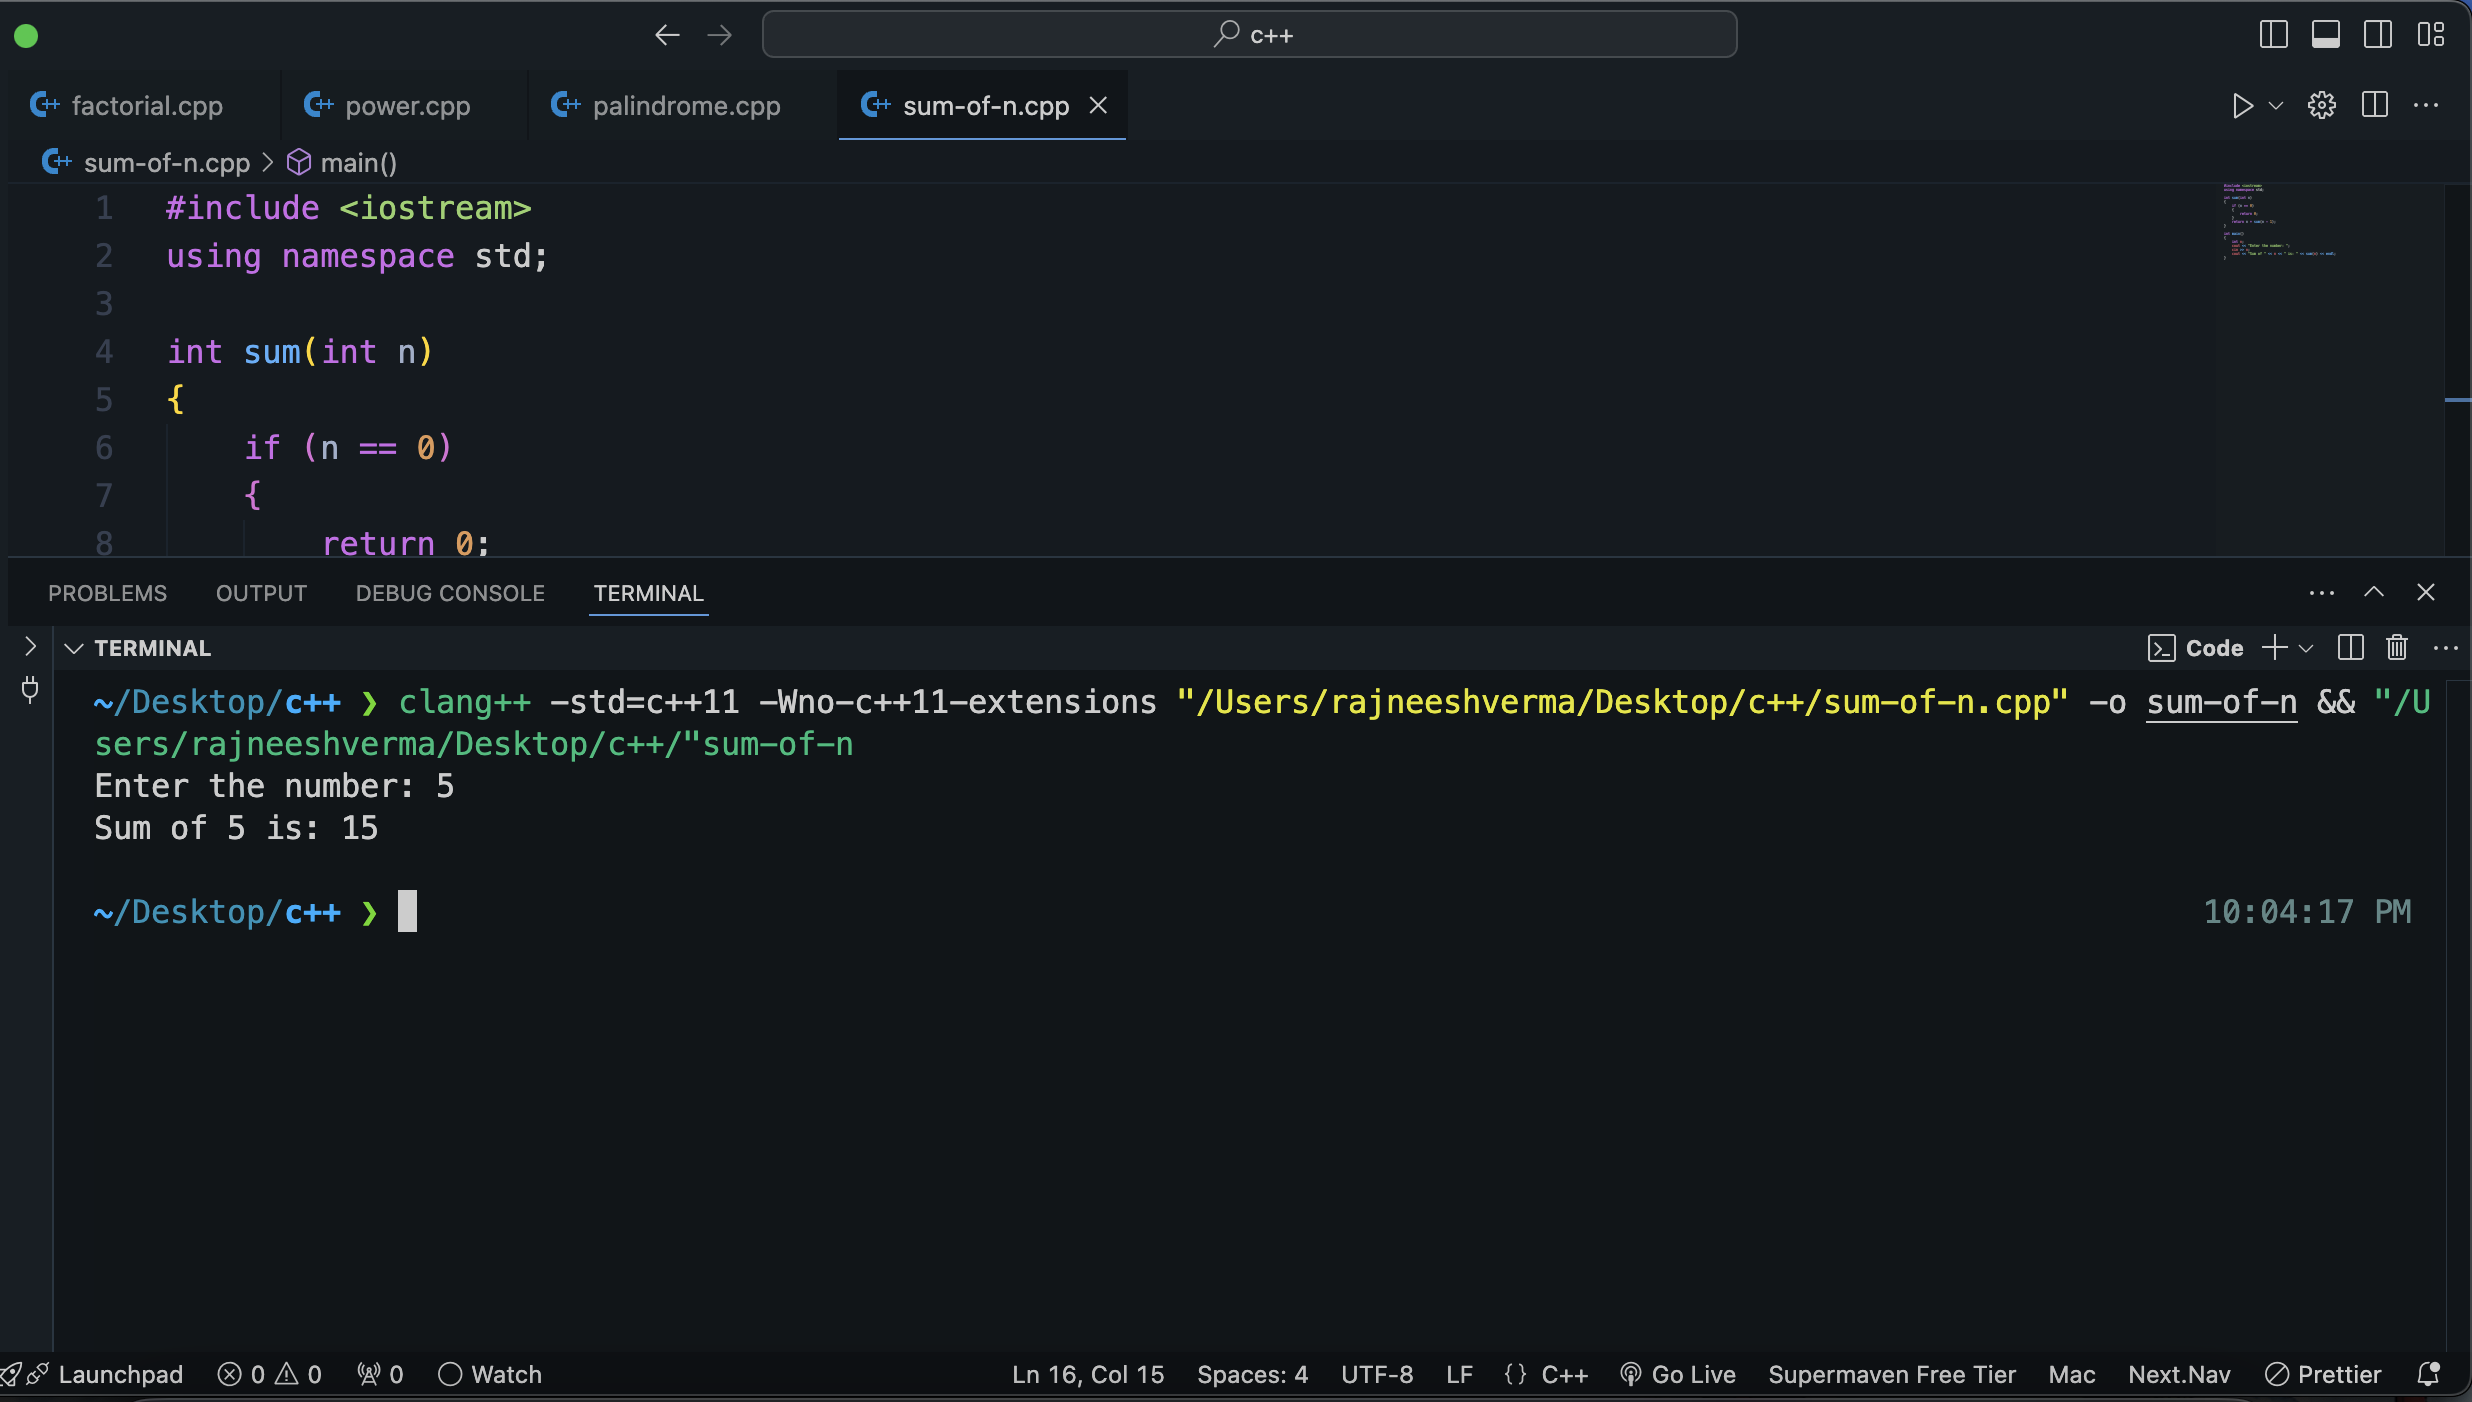 c++
factorial.cpp power.cpp palindrome.cpp sum-of-n.cpp
sum-of-n.cpp > main()
1 #include <iostream>
2 using namespace std;
3
4 int sum(int n)
5 {
6 if (n == 0)
7 {
8 return 0;
PROBLEMS OUTPUT DEBUG CONSOLE TERMINAL
TERMINAL Code
~/Desktop/c++ ❯ clang++ -std=c++11 -Wno-c++11-extensions "/Users/rajneeshverma/Desktop/c++/sum-of-n.cpp" -o sum-of-n && "/U
sers/rajneeshverma/Desktop/c++/"sum-of-n
Enter the number: 5
Sum of 5 is: 15
~/Desktop/c++ ❯ 10:04:17 PM
Launchpad 0 0 0 Watch Ln 16, Col 15 Spaces: 4 UTF-8 LF {} C++ Go Live Supermaven Free Tier Mac Next.Nav Prettier